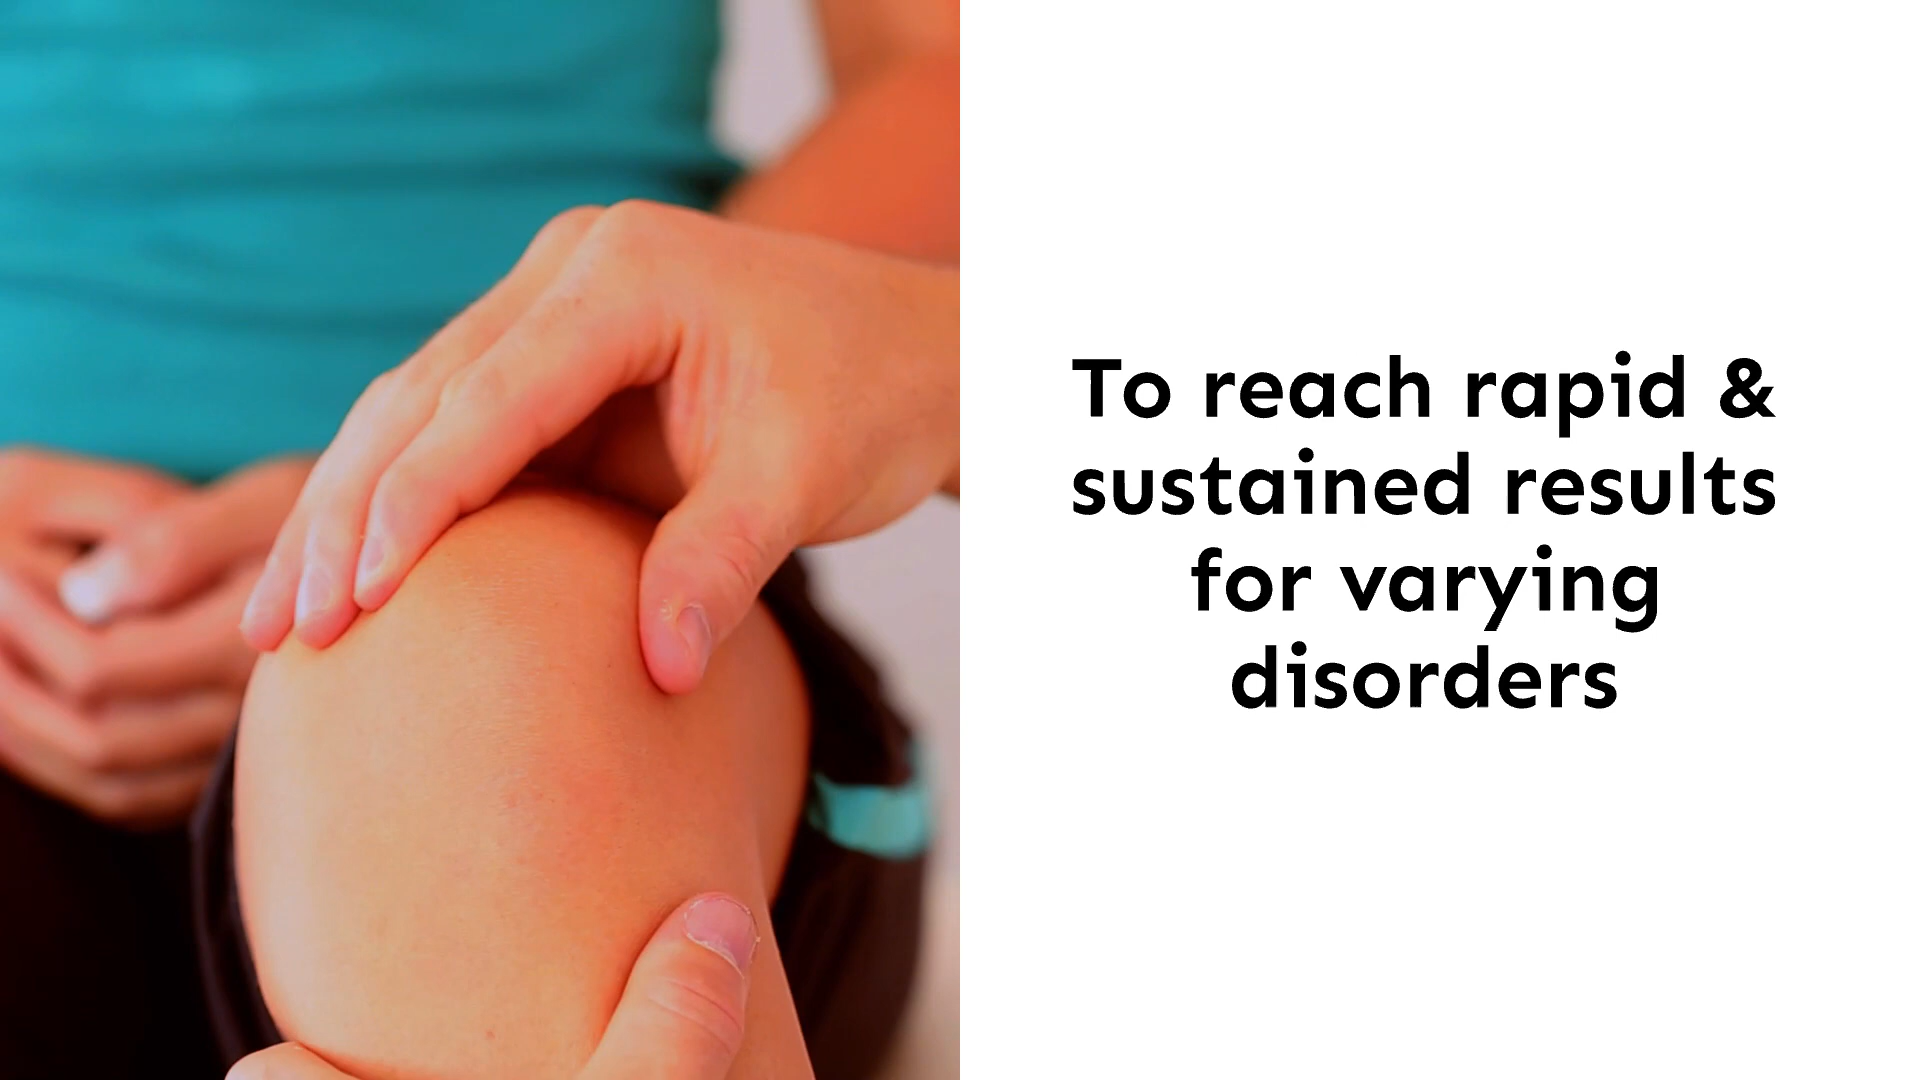 To reach rapid &
sustained results
for varying
disorders